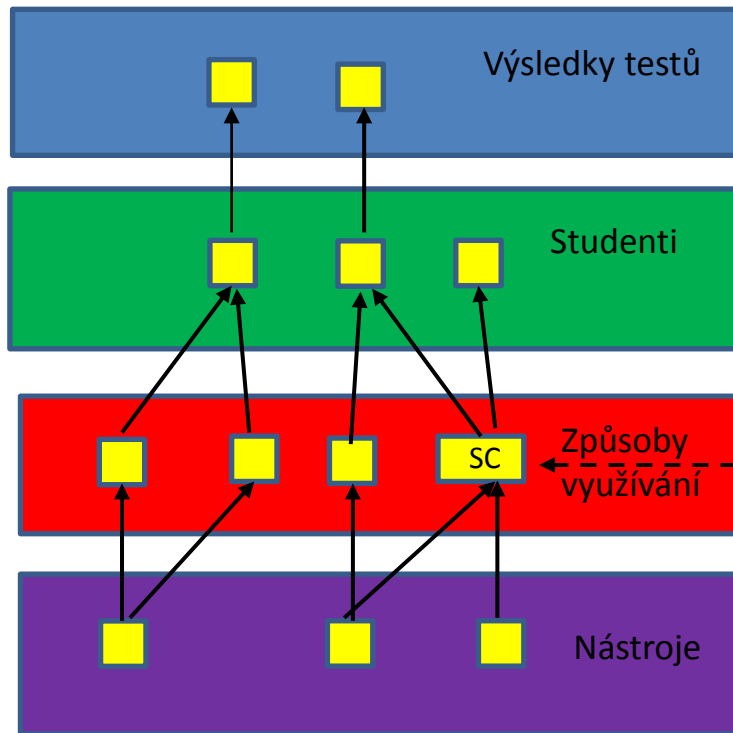 Výsledky testů
Studenti
SC
Způsoby
využívání
Nástroje